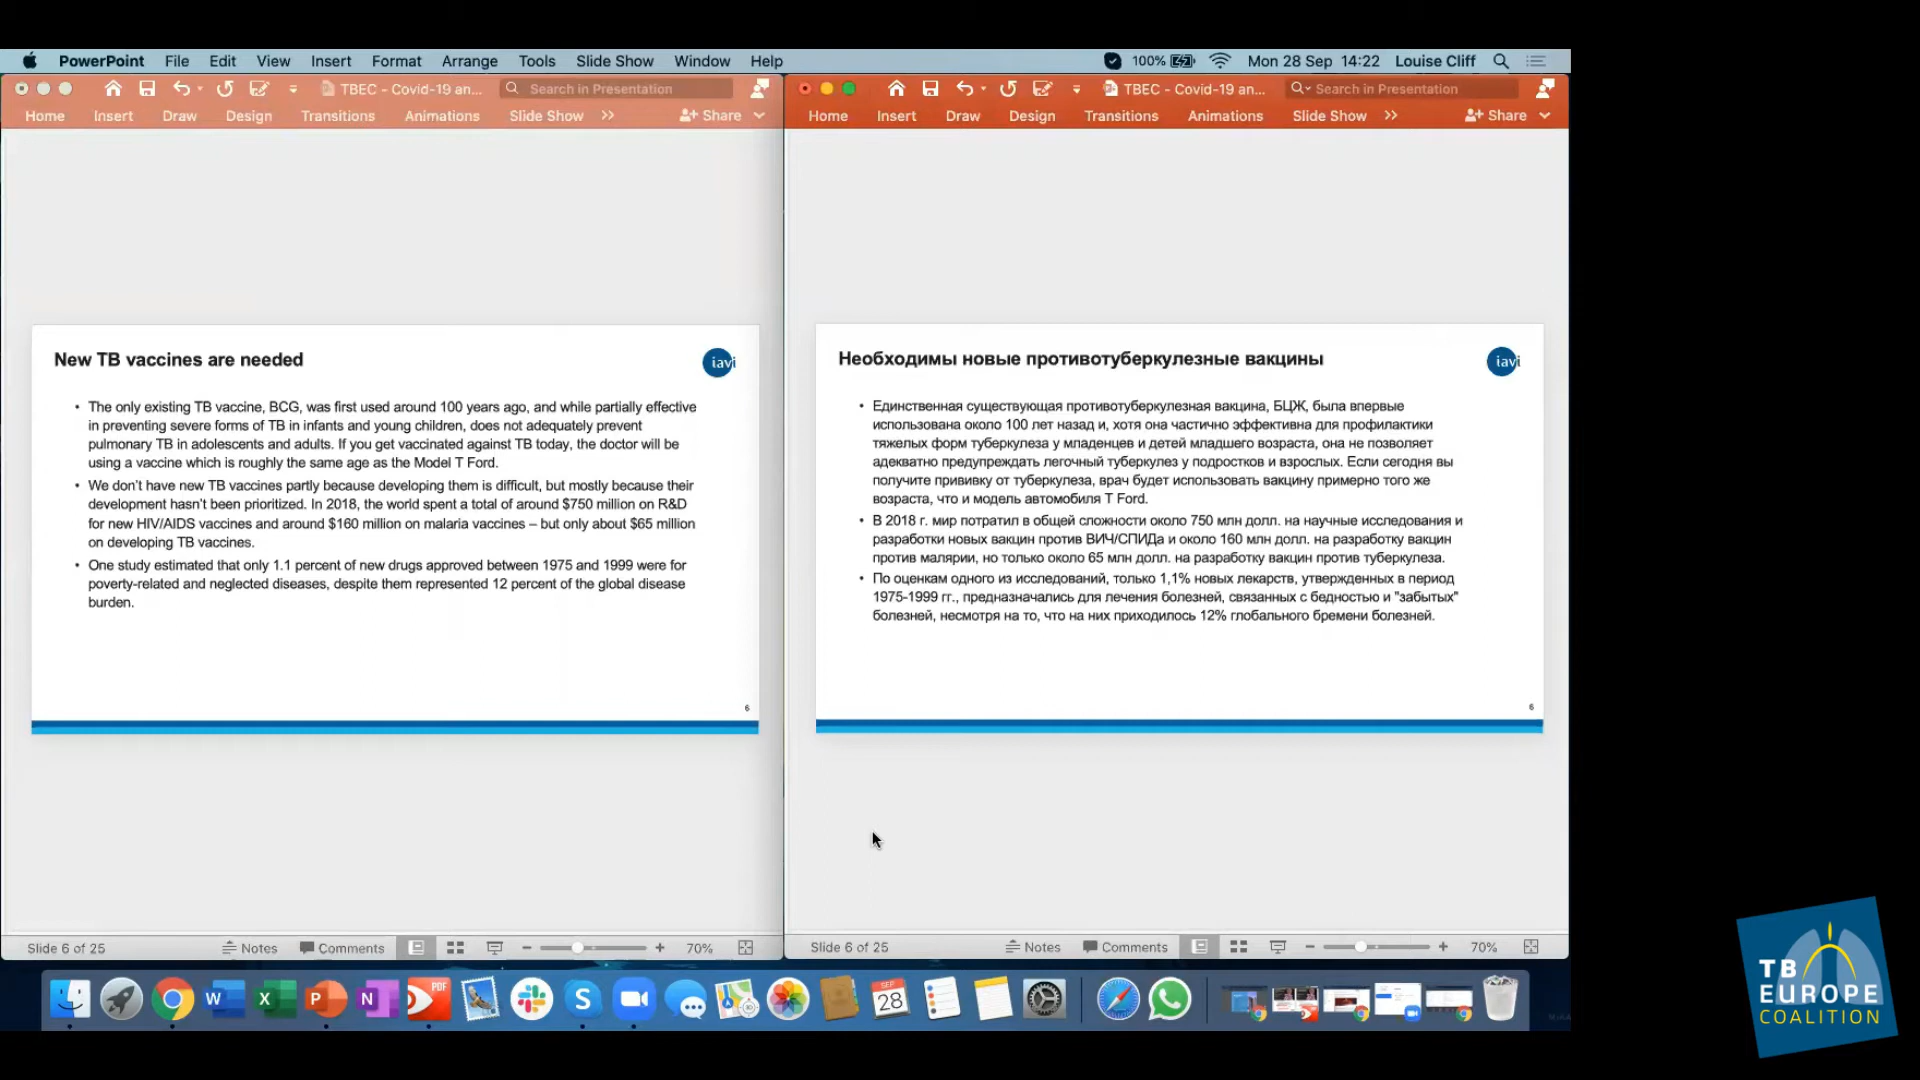 PowerPoint File Edit View Insert Format Arrange Tools Slide Show Window Help 100% Mon 28 Sep 14:22 Louise Cliff
TBEC - Covid-19 an... Search in Presentation
Home Insert Draw Design Transitions Animations Slide Show >> Share
New TB vaccines are needed
iavi
• The only existing TB vaccine, BCG, was first used around 100 years ago, and while partially effective
in preventing severe forms of TB in infants and young children, does not adequately prevent
pulmonary TB in adolescents and adults. If you get vaccinated against TB today, the doctor will be
using a vaccine which is roughly the same age as the Model T Ford.
• We don't have new TB vaccines partly because developing them is difficult, but mostly because their
development hasn't been prioritized. In 2018, the world spent a total of around $750 million on R&D
for new HIV/AIDS vaccines and around $160 million on malaria vaccines – but only about $65 million
on developing TB vaccines.
• One study estimated that only 1.1 percent of new drugs approved between 1975 and 1999 were for
poverty-related and neglected diseases, despite them represented 12 percent of the global disease
burden.
6
Slide 6 of 25 Notes Comments 70%
TBEC - Covid-19 an... Search in Presentation
Home Insert Draw Design Transitions Animations Slide Show >> Share
Необходимы новые противотуберкулезные вакцины
iavi
• Единственная существующая противотуберкулезная вакцина, БЦЖ, была впервые
использована около 100 лет назад и, хотя она частично эффективна для профилактики
тяжелых форм туберкулеза у младенцев и детей младшего возраста, она не позволяет
адекватно предупреждать легочный туберкулез у подростков и взрослых. Если сегодня вы
получите прививку от туберкулеза, врач будет использовать вакцину примерно того же
возраста, что и модель автомобиля T Ford.
• В 2018 г. мир потратил в общей сложности около 750 млн долл. на научные исследования и
разработки новых вакцин против ВИЧ/СПИДа и около 160 млн долл. на разработку вакцин
против малярии, но только около 65 млн долл. на разработку вакцин против туберкулеза.
• По оценкам одного из исследований, только 1,1% новых лекарств, утвержденных в период
1975-1999 гг., предназначались для лечения болезней, связанных с бедностью и "забытых"
болезней, несмотря на то, что на них приходилось 12% глобального бремени болезней.
6
Slide 6 of 25 Notes Comments 70%
W X P N PDF S SEP 28
TB
EUROPE
COALITION